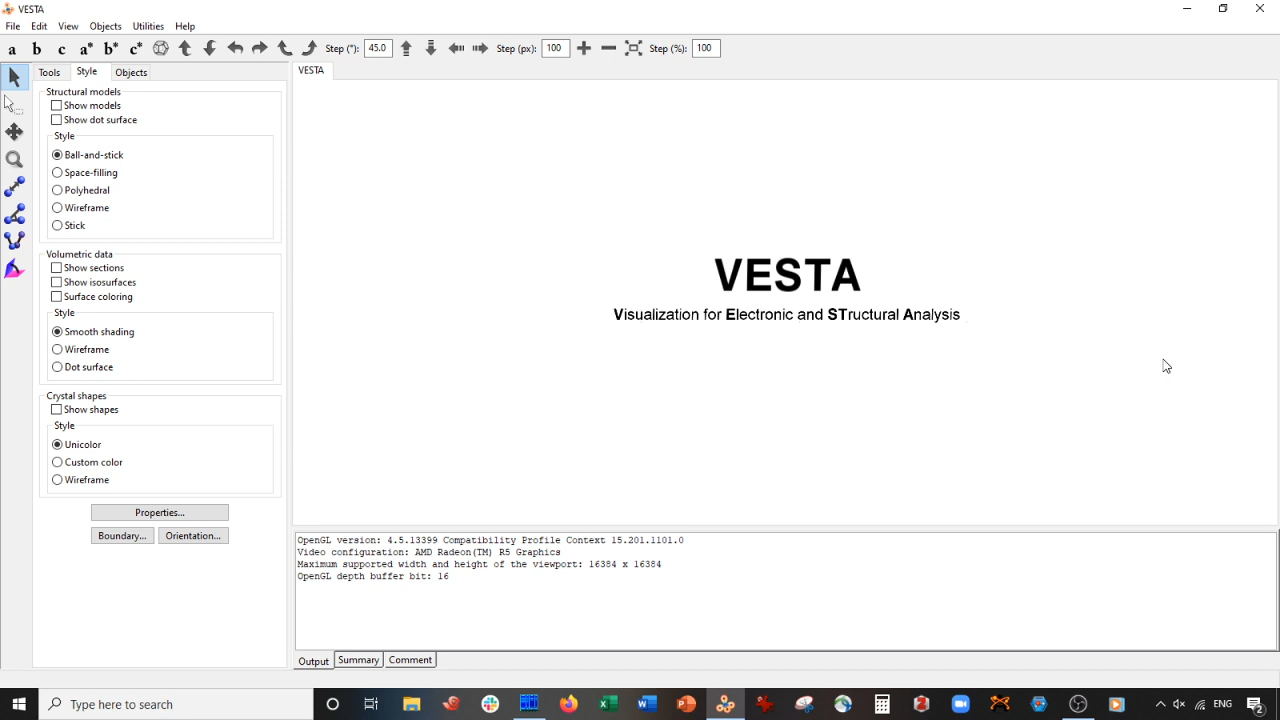 VESTA
File Edit View Objects Utilities Help
a b c a* b* c* Step (°): 45.0 Step (px): 100 Step (%): 100
Tools Style Objects
VESTA
Structural models
Show models
Show dot surface
Style
Ball-and-stick
Space-filling
Polyhedral
Wireframe
Stick
Volumetric data
Show sections
Show isosurfaces
Surface coloring
Style
Smooth shading
Wireframe
Dot surface
Crystal shapes
Show shapes
Style
Unicolor
Custom color
Wireframe
Properties...
Boundary... Orientation...
VESTA
Visualization for Electronic and STructural Analysis
OpenGL version: 4.5.13399 Compatibility Profile Context 15.201.1101.0
Video configuration: AMD Radeon(TM) R5 Graphics
Maximum supported width and height of the viewport: 16384 x 16384
OpenGL depth buffer bit: 16
Output Summary Comment
Type here to search
ENG
2